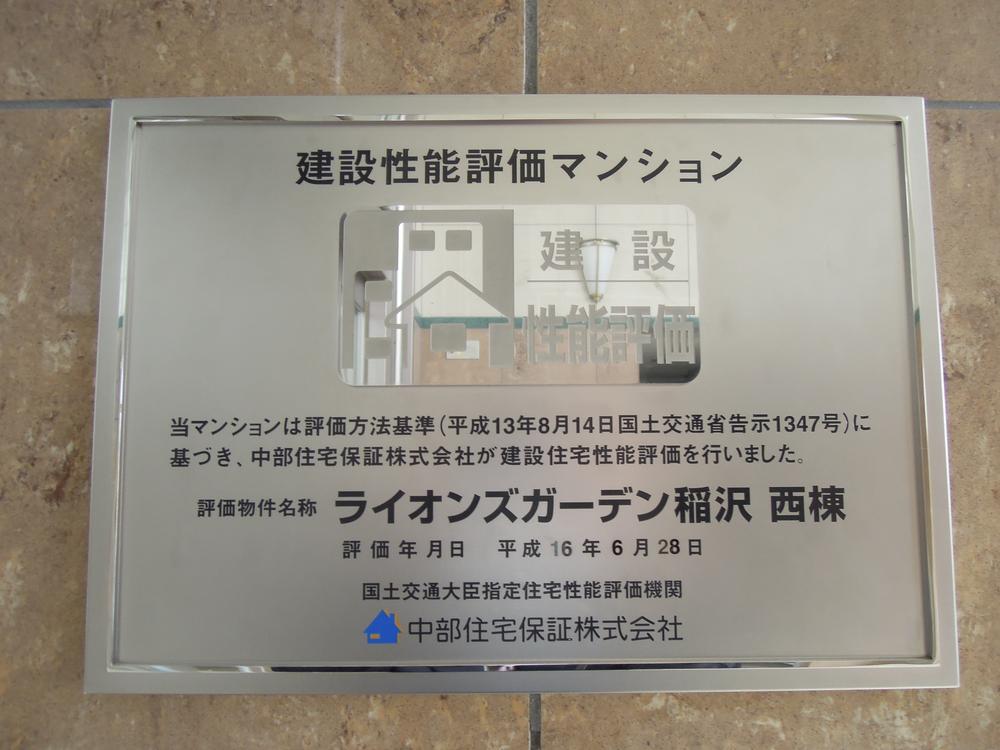 建設性能評価マンション
建設
性能評価
当マンションは評価方法基準(平成13年8月14日国土交通省告示1347号)に
基づき、中部住宅保証株式会社が建設住宅性能評価を行いました。
評価物件名称 ライオンズガーデン稲沢 西棟
評価年月日 平成16年6月28日
国土交通大臣指定住宅性能評価機関
中部住宅保証株式会社